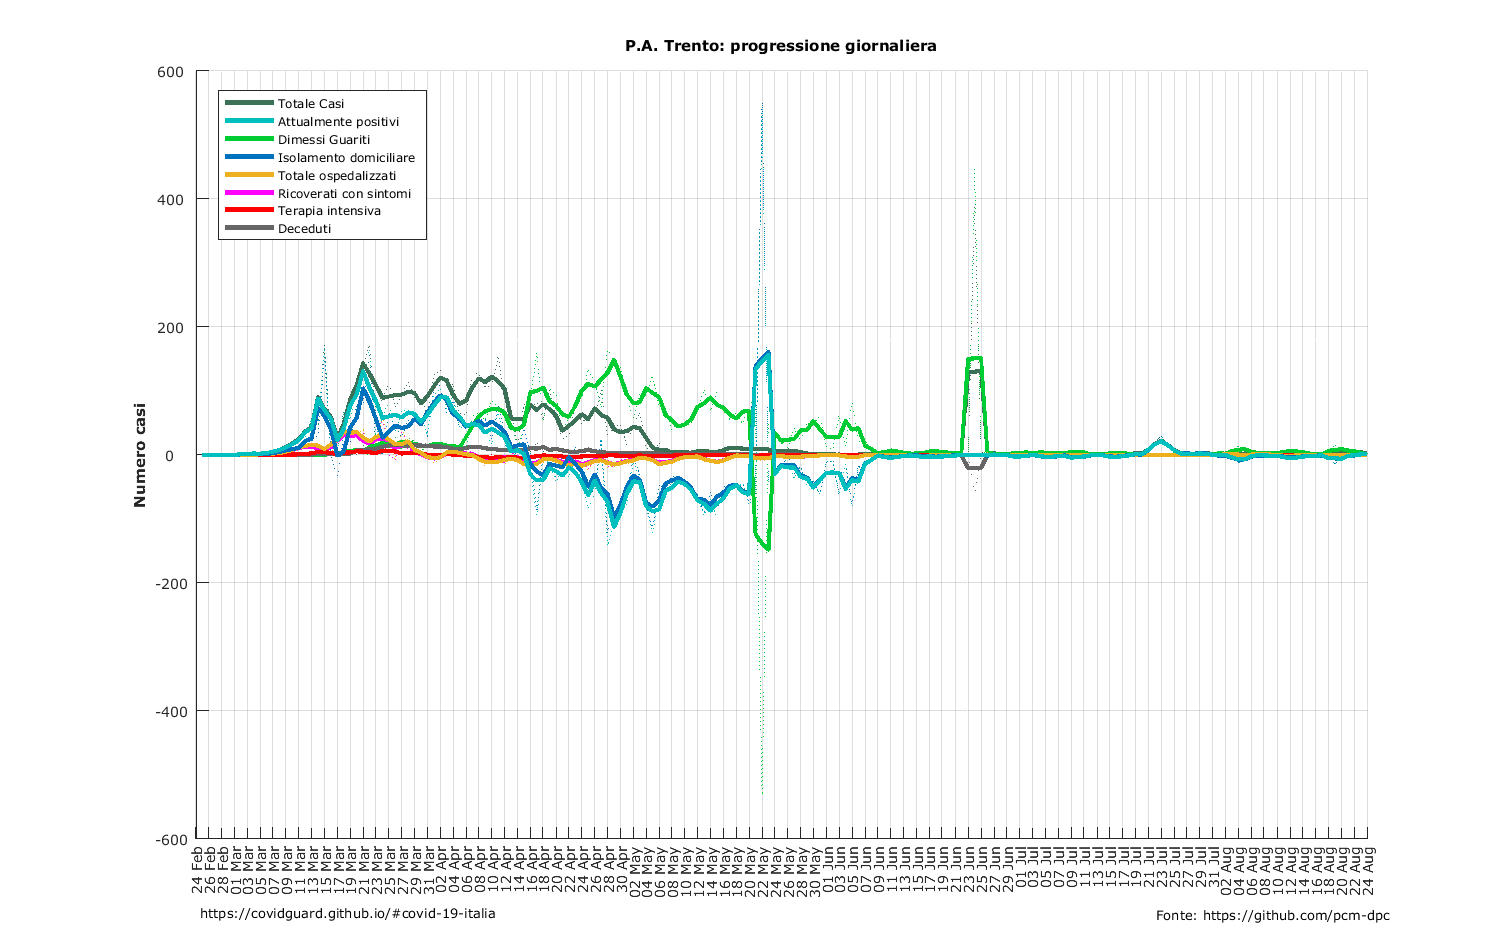 P.A. Trento: progressione giornaliera
600
400
200
0
-200
-400
-600
Numero casi
Totale Casi
Attualmente positivi
Dimessi Guariti
Isolamento domiciliare
Totale ospedalizzati
Ricoverati con sintomi
Terapia intensiva
Deceduti
24 Feb
26 Feb
28 Feb
01 Mar
03 Mar
05 Mar
07 Mar
09 Mar
11 Mar
13 Mar
15 Mar
17 Mar
19 Mar
21 Mar
23 Mar
25 Mar
27 Mar
29 Mar
31 Mar
02 Apr
04 Apr
06 Apr
08 Apr
10 Apr
12 Apr
14 Apr
16 Apr
18 Apr
20 Apr
22 Apr
24 Apr
26 Apr
28 Apr
30 Apr
02 May
04 May
06 May
08 May
10 May
12 May
14 May
16 May
18 May
20 May
22 May
24 May
26 May
28 May
30 May
01 Jun
03 Jun
05 Jun
07 Jun
09 Jun
11 Jun
13 Jun
15 Jun
17 Jun
19 Jun
21 Jun
23 Jun
25 Jun
27 Jun
29 Jun
01 Jul
03 Jul
05 Jul
07 Jul
09 Jul
11 Jul
13 Jul
15 Jul
17 Jul
19 Jul
21 Jul
23 Jul
25 Jul
27 Jul
29 Jul
31 Jul
02 Aug
04 Aug
06 Aug
08 Aug
10 Aug
12 Aug
14 Aug
16 Aug
18 Aug
20 Aug
22 Aug
24 Aug
https://covidguard.github.io/#covid-19-italia
Fonte: https://github.com/pcm-dpc